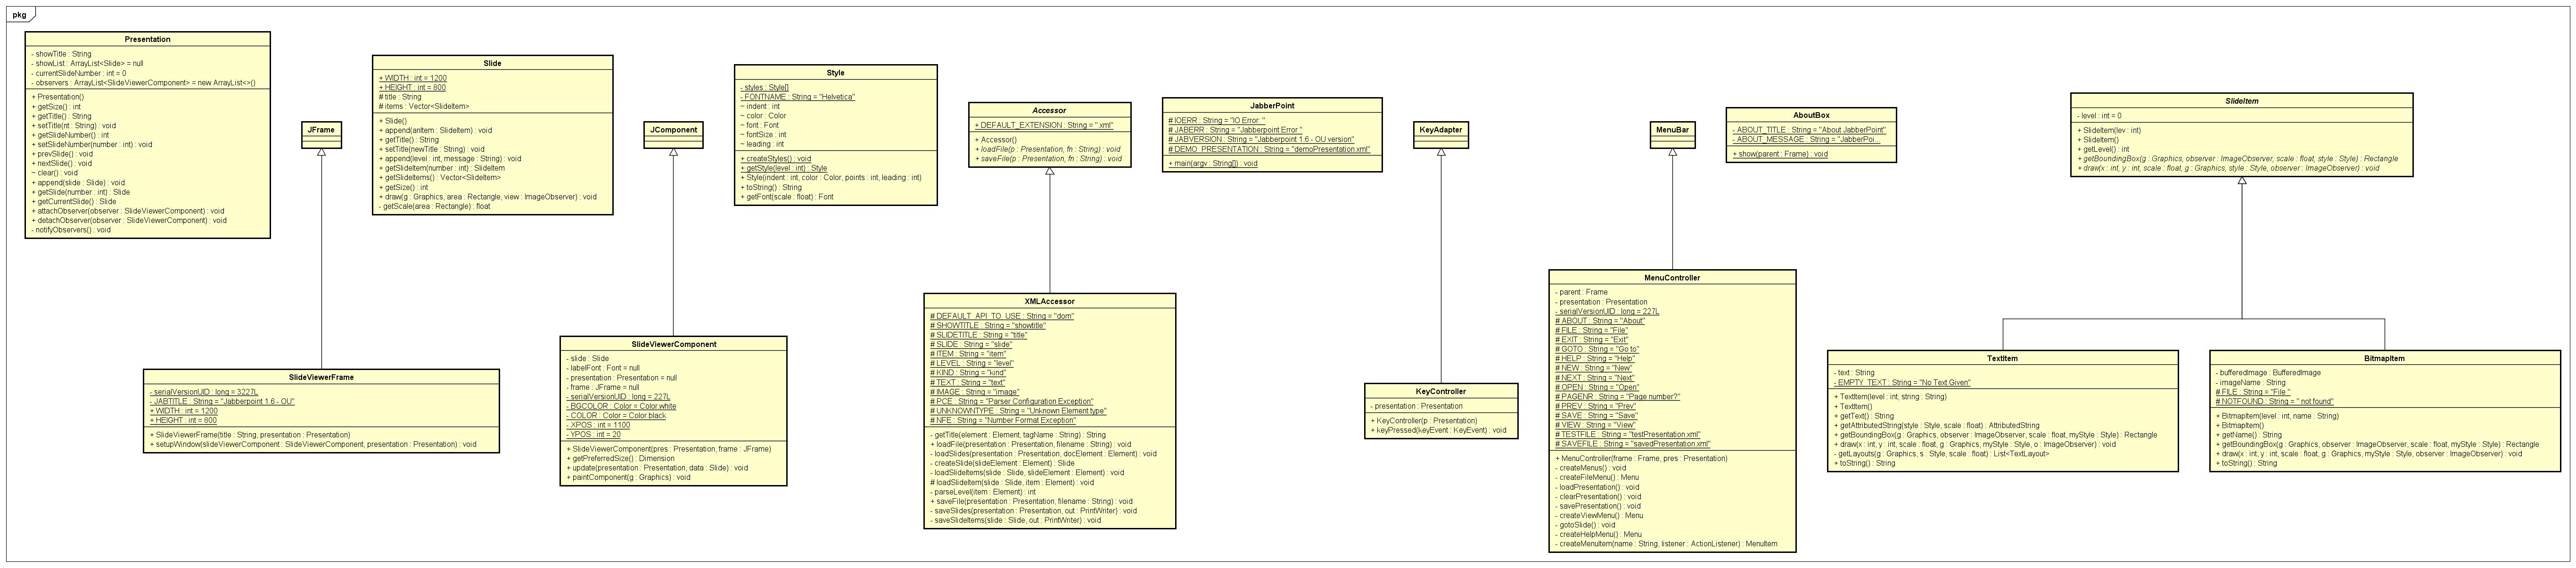 pkg
Presentation
- showTitle : String
- showList : ArrayList<Slide> = null
- currentSlideNumber : int = 0
- observers : ArrayList<SlideViewerComponent> = new ArrayList<>()
+ Presentation()
+ getSize() : int
+ getTitle() : String
+ setTitle(nt : String) : void
+ getSlideNumber() : int
+ setSlideNumber(number : int) : void
+ prevSlide() : void
+ nextSlide() : void
~ clear() : void
+ append(slide : Slide) : void
+ getSlide(number : int) : Slide
+ getCurrentSlide() : Slide
+ attachObserver(observer : SlideViewerComponent) : void
+ detachObserver(observer : SlideViewerComponent) : void
- notifyObservers() : void
JFrame
Slide
+ WIDTH : int = 1200
+ HEIGHT : int = 800
# title : String
# items : Vector<SlideItem>
+ Slide()
+ append(anItem : SlideItem) : void
+ getTitle() : String
+ setTitle(newTitle : String) : void
+ append(level : int, message : String) : void
+ getSlideItem(number : int) : SlideItem
+ getSlideItems() : Vector<SlideItem>
+ getSize() : int
+ draw(g : Graphics, area : Rectangle, view : ImageObserver) : void
- getScale(area : Rectangle) : float
JComponent
Style
- styles : Style[]
- FONTNAME : String = "Helvetica"
~ indent : int
~ color : Color
~ font : Font
~ fontSize : int
~ leading : int
+ createStyles() : void
+ getStyle(level : int) : Style
+ Style(indent : int, color : Color, points : int, leading : int)
+ toString() : String
+ getFont(scale : float) : Font
Accessor
+ DEFAULT_EXTENSION : String = ".xml"
+ Accessor()
+ loadFile(p : Presentation, fn : String) : void
+ saveFile(p : Presentation, fn : String) : void
JabberPoint
# IOERR : String = "IO Error: "
# JABERR : String = "Jabberpoint Error "
# JABVERSION : String = "Jabberpoint 1.6 - OU version"
# DEMO_PRESENTATION : String = "demoPresentation.xml"
+ main(argv : String[]) : void
KeyAdapter
MenuBar
AboutBox
- ABOUT_TITLE : String = "About JabberPoint"
- ABOUT_MESSAGE : String = "JabberPoi...
+ show(parent : Frame) : void
SlideItem
- level : int = 0
+ SlideItem(lev : int)
+ SlideItem()
+ getLevel() : int
+ getBoundingBox(g : Graphics, observer : ImageObserver, scale : float, style : Style) : Rectangle
+ draw(x : int, y : int, scale : float, g : Graphics, style : Style, observer : ImageObserver) : void
SlideViewerFrame
- serialVersionUID : long = 3227L
- JABTITLE : String = "Jabberpoint 1.6 - OU"
+ WIDTH : int = 1200
+ HEIGHT : int = 800
+ SlideViewerFrame(title : String, presentation : Presentation)
+ setupWindow(slideViewerComponent : SlideViewerComponent, presentation : Presentation) : void
SlideViewerComponent
- slide : Slide
- labelFont : Font = null
- presentation : Presentation = null
- frame : JFrame = null
- serialVersionUID : long = 227L
- BGCOLOR : Color = Color.white
- COLOR : Color = Color.black
- XPOS : int = 1100
- YPOS : int = 20
+ SlideViewerComponent(pres : Presentation, frame : JFrame)
+ getPreferredSize() : Dimension
+ update(presentation : Presentation, data : Slide) : void
+ paintComponent(g : Graphics) : void
XMLAccessor
# DEFAULT_API_TO_USE : String = "dom"
# SHOWTITLE : String = "showtitle"
# SLIDETITLE : String = "title"
# SLIDE : String = "slide"
# ITEM : String = "item"
# LEVEL : String = "level"
# KIND : String = "kind"
# TEXT : String = "text"
# IMAGE : String = "image"
# PCE : String = "Parser Configuration Exception"
# UNKNOWNTYPE : String = "Unknown Element type"
# NFE : String = "Number Format Exception"
- getTitle(element : Element, tagName : String) : String
+ loadFile(presentation : Presentation, filename : String) : void
- loadSlides(presentation : Presentation, docElement : Element) : void
- createSlide(slideElement : Element) : Slide
- loadSlideItems(slide : Slide, slideElement : Element) : void
# loadSlideItem(slide : Slide, item : Element) : void
- parseLevel(item : Element) : int
+ saveFile(presentation : Presentation, filename : String) : void
- saveSlides(presentation : Presentation, out : PrintWriter) : void
- saveSlideItems(slide : Slide, out : PrintWriter) : void
KeyController
- presentation : Presentation
+ KeyController(p : Presentation)
+ keyPressed(keyEvent : KeyEvent) : void
MenuController
- parent : Frame
- presentation : Presentation
- serialVersionUID : long = 227L
# ABOUT : String = "About"
# FILE : String = "File"
# EXIT : String = "Exit"
# GOTO : String = "Go to"
# HELP : String = "Help"
# NEW : String = "New"
# NEXT : String = "Next"
# OPEN : String = "Open"
# PAGENR : String = "Page number?"
# PREV : String = "Prev"
# SAVE : String = "Save"
# VIEW : String = "View"
# TESTFILE : String = "testPresentation.xml"
# SAVEFILE : String = "savedPresentation.xml"
+ MenuController(frame : Frame, pres : Presentation)
- createMenus() : void
- createFileMenu() : Menu
- loadPresentation() : void
- clearPresentation() : void
- savePresentation() : void
- createViewMenu() : Menu
- gotoSlide() : void
- createHelpMenu() : Menu
- createMenuItem(name : String, listener : ActionListener) : MenuItem
TextItem
- text : String
- EMPTY_TEXT : String = "No Text Given"
+ TextItem(level : int, string : String)
+ TextItem()
+ getText() : String
+ getAttributedString(style : Style, scale : float) : AttributedString
+ getBoundingBox(g : Graphics, observer : ImageObserver, scale : float, myStyle : Style) : Rectangle
+ draw(x : int, y : int, scale : float, g : Graphics, myStyle : Style, o : ImageObserver) : void
- getLayouts(g : Graphics, s : Style, scale : float) : List<TextLayout>
+ toString() : String
BitmapItem
- bufferedImage : BufferedImage
- imageName : String
# FILE : String = "File "
# NOTFOUND : String = " not found"
+ BitmapItem(level : int, name : String)
+ BitmapItem()
+ getName() : String
+ getBoundingBox(g : Graphics, observer : ImageObserver, scale : float, myStyle : Style) : Rectangle
+ draw(x : int, y : int, scale : float, g : Graphics, myStyle : Style, observer : ImageObserver) : void
+ toString() : String